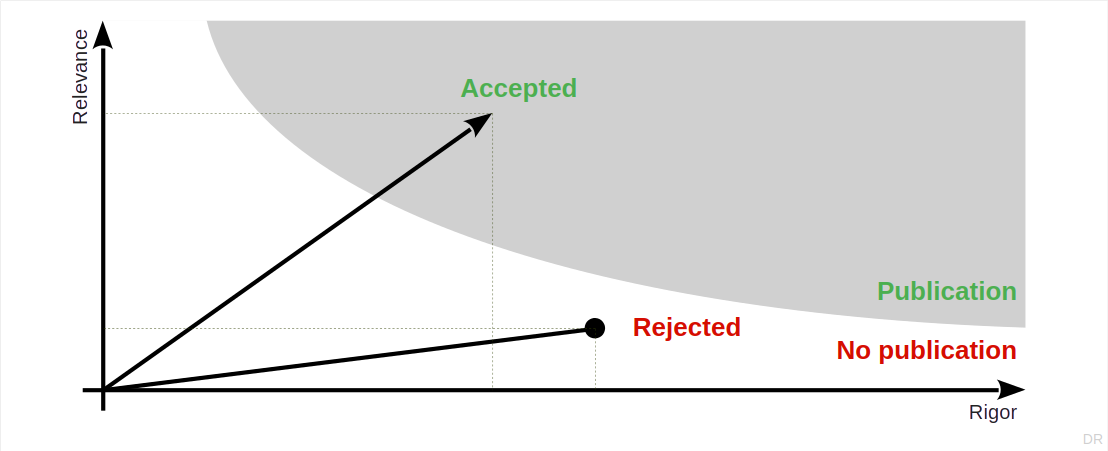 Relevance
Accepted
Publication
Rejected
No publication
Rigor
DR